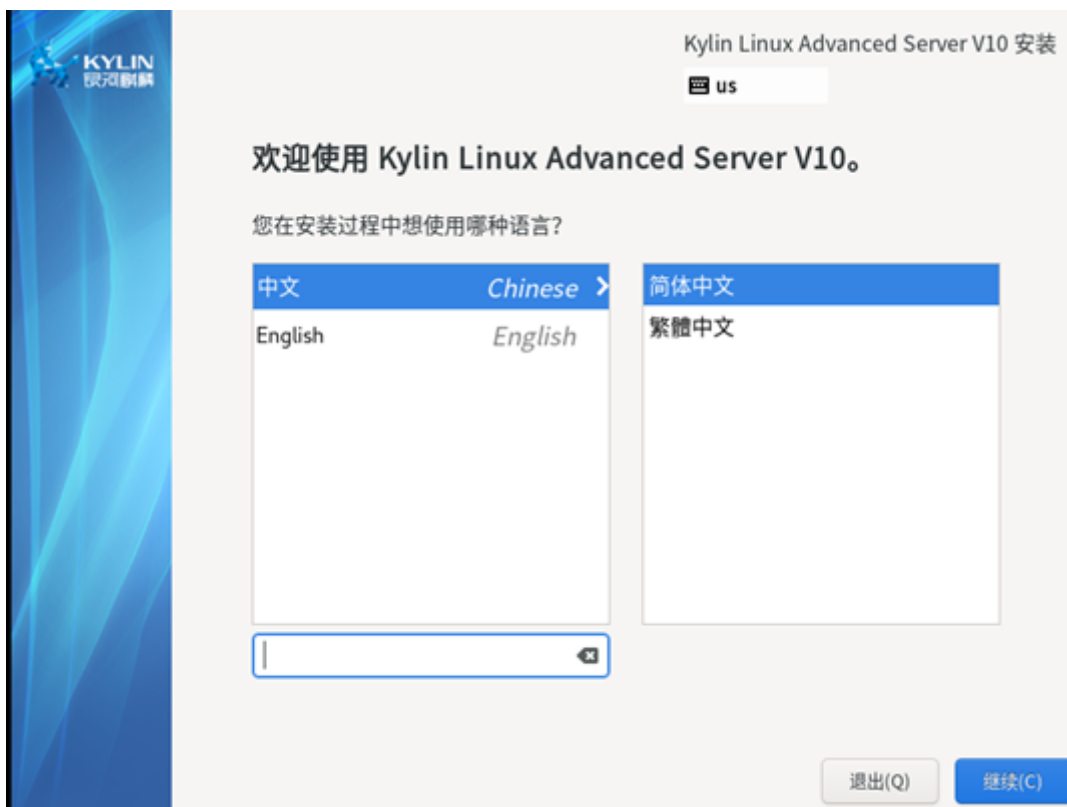 KYLIN
银河麒麟
Kylin Linux Advanced Server V10 安装
us
欢迎使用 Kylin Linux Advanced Server V10。
您在安装过程中想使用哪种语言？
中文 Chinese
简体中文
English English
繁體中文
退出(Q)
继续(C)